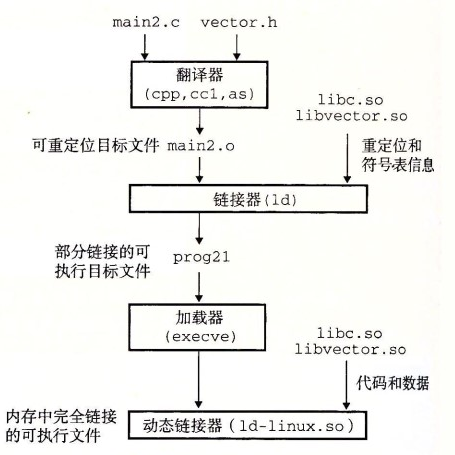 main2.c vector.h
翻译器
(cpp,cc1,as)
libc.so
libvector.so
可重定位目标文件 main2.o
重定位和
符号表信息
链接器(ld)
部分链接的可
执行目标文件
prog21
加载器
(execve)
libc.so
libvector.so
代码和数据
内存中完全链接
的可执行文件
动态链接器(ld-linux.so)